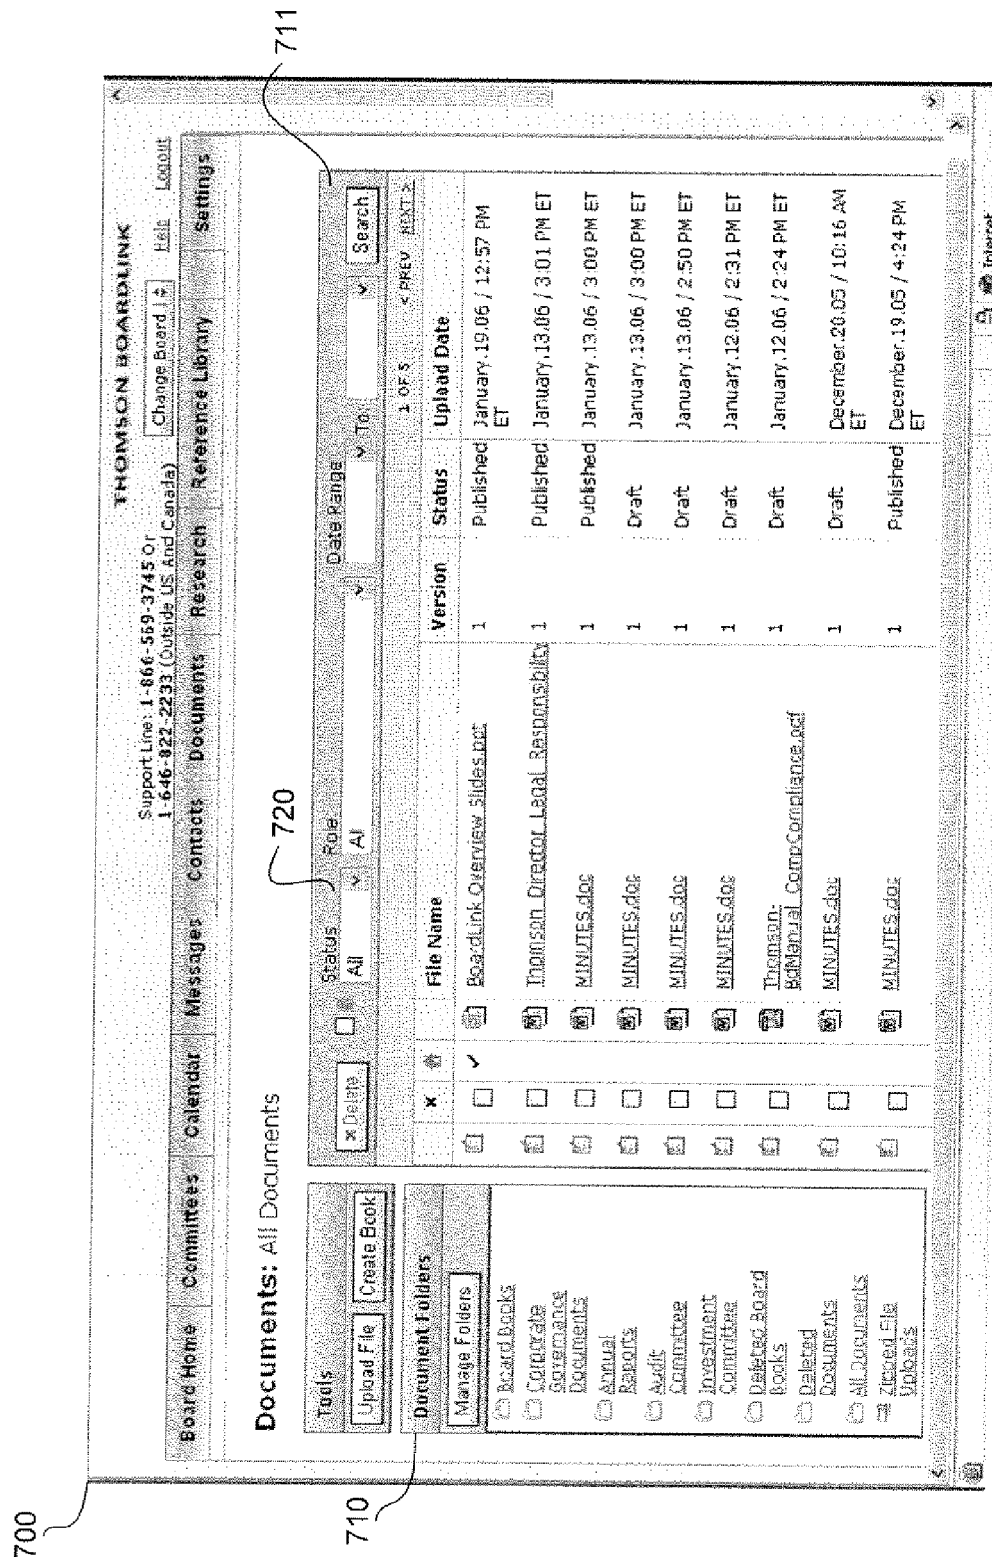 700
THOMSON BOARDLINK
Support Line: 1-866-569-3745 Or
1-646-822-2233 (Outside US And Canada)
Change Board
Help
Logout
Board Home
Committees
Calendar
Messages
Contacts
Documents
Research
Reference Library
Settings
Documents: All Documents
720
711
Tools
Upload File
Create Book
710
Document Folders
Manage Folders
Board Books
Corporate
Governance
Documents
Annual
Reports
Audit
Committee
Investment
Committee
Deleted Board
Books
Deleted
Documents
All Documents
Zipped File
Uploads
x Delete
Status
All
Role
All
Date Range
To
Search
1 OF 5 < PREV NEXT >
x File Name Version Status Upload Date
BoardLink Overview Slides.ppt 1 Published January.19.06 / 12:57 PM
ET
Thomson Director Legal Responsibility 1 Published January.13.06 / 3:01 PM ET
MINUTES.doc 1 Published January.13.06 / 3:00 PM ET
MINUTES.doc 1 Draft January.13.06 / 3:00 PM ET
MINUTES.doc 1 Draft January.13.06 / 2:50 PM ET
MINUTES.doc 1 Draft January.12.06 / 2:31 PM ET
Thomson-
BdManual_CompCompliance.pdf 1 Draft January.12.06 / 2:24 PM ET
MINUTES.doc 1 Draft December.20.05 / 10:16 AM
ET
MINUTES.doc 1 Published December.19.05 / 4:24 PM
ET
Internet